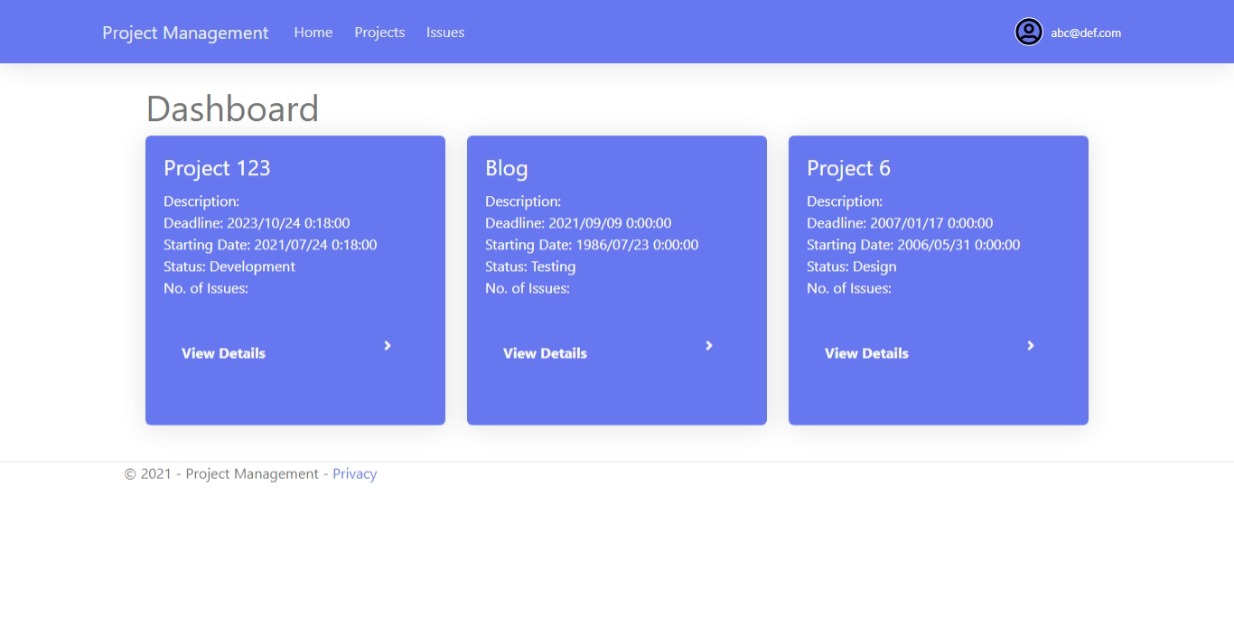 Project Management Home Projects Issues abc@def.com
Dashboard
Project 123
Description:
Deadline: 2023/10/24 0:18:00
Starting Date: 2021/07/24 0:18:00
Status: Development
No. of Issues:
View Details
Blog
Description:
Deadline: 2021/09/09 0:00:00
Starting Date: 1986/07/23 0:00:00
Status: Testing
No. of Issues:
View Details
Project 6
Description:
Deadline: 2007/01/17 0:00:00
Starting Date: 2006/05/31 0:00:00
Status: Design
No. of Issues:
View Details
© 2021 - Project Management - Privacy